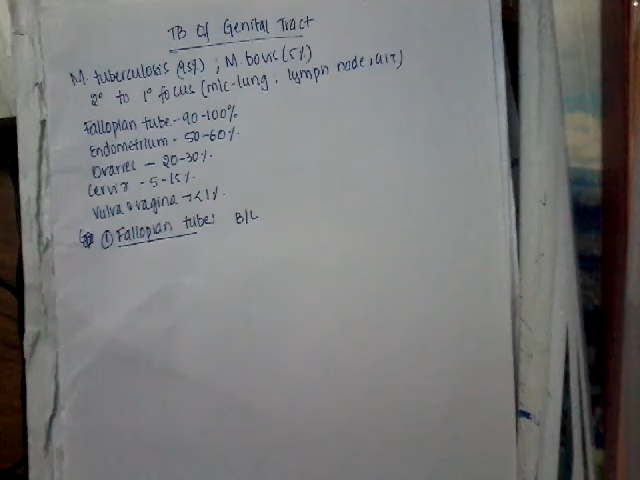 TB Of Genital Tract
M. tuberculosis (95%) ; M. bovis (5%)
2° to 1° focus (m/c-lung, lymph node, GIT)
Fallopian tube - 90-100%
Endometrium - 50-60%
Ovaries - 20-30%
Cervix - 5-15%
Vulva & vagina → <1%
① Fallopian tube: B/L